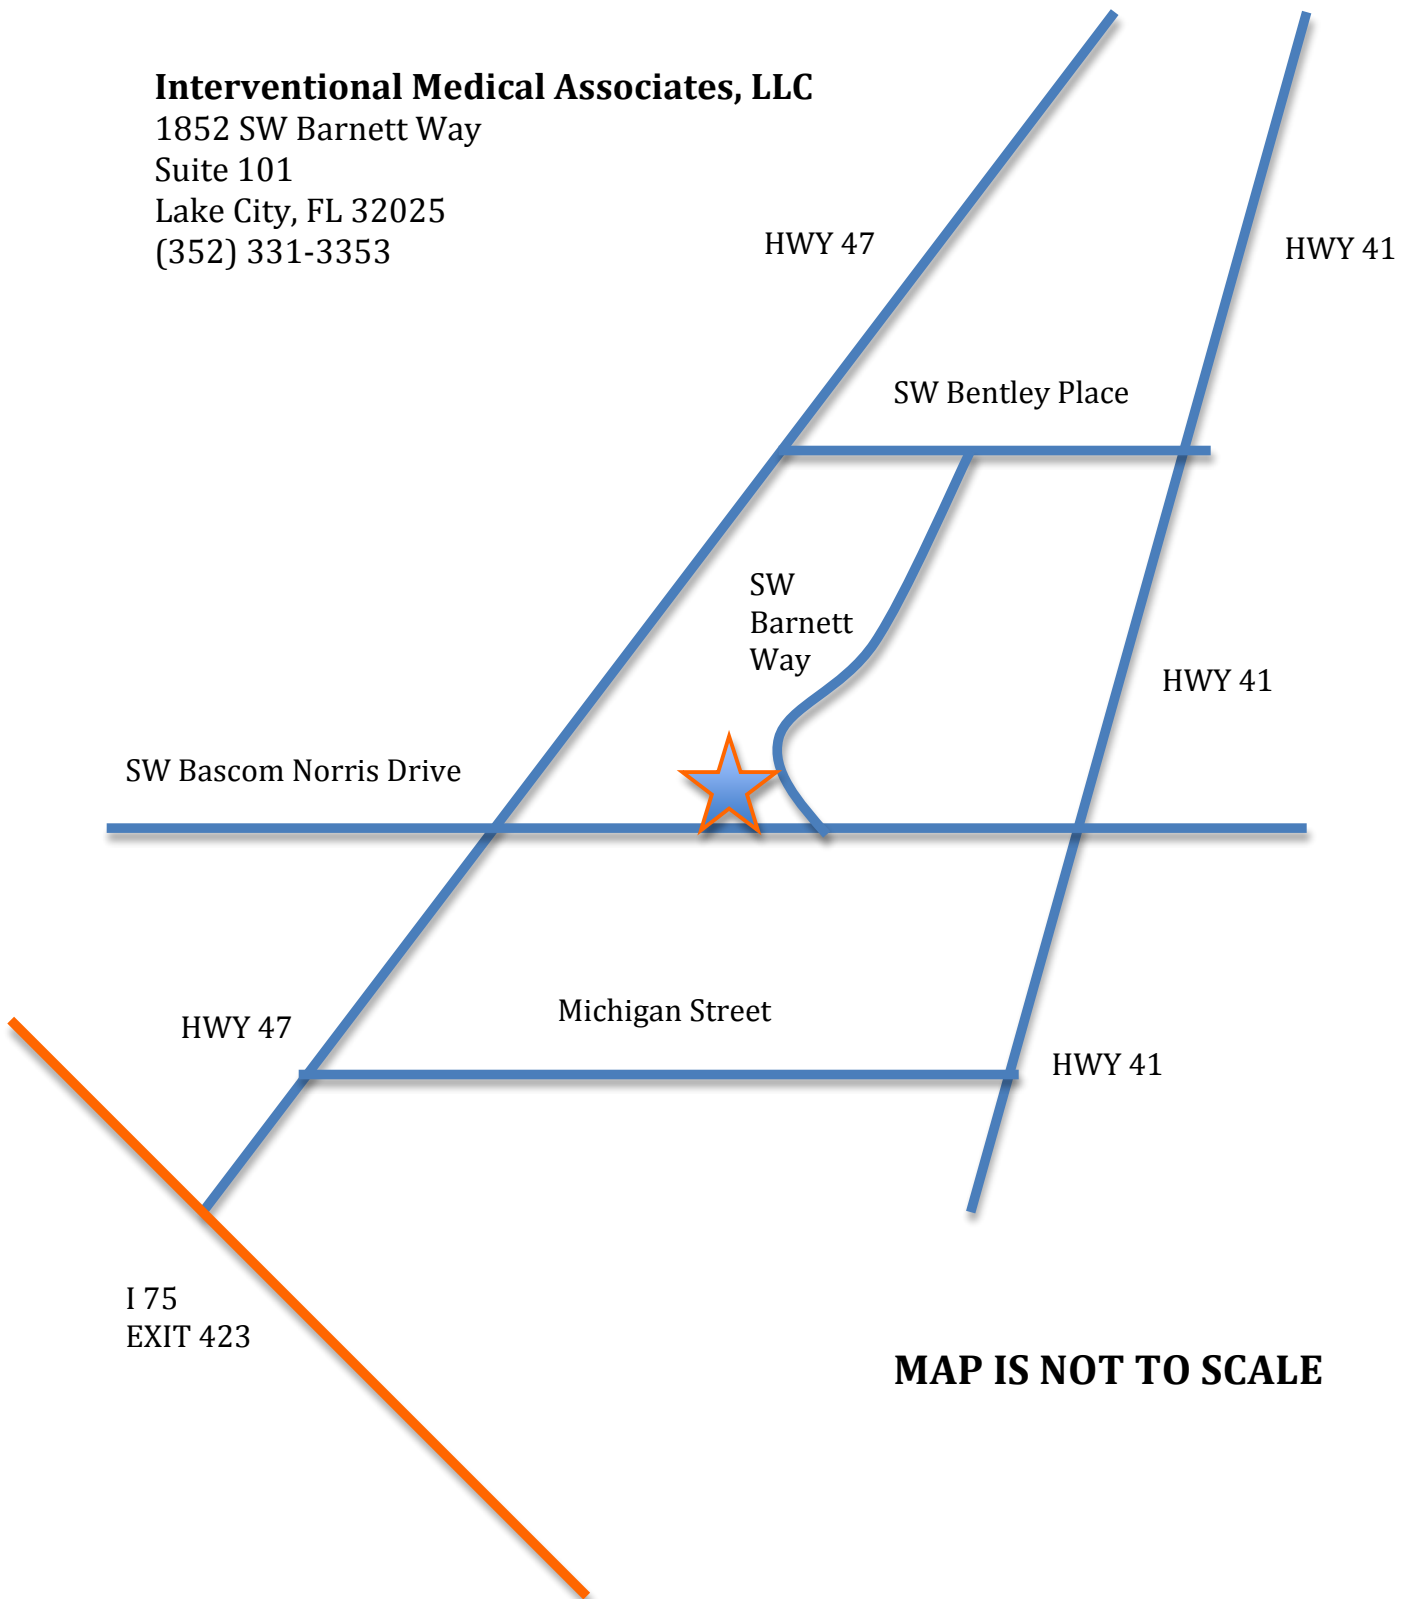 Interventional Medical Associates, LLC
1852 SW Barnett Way
Suite 101
Lake City, FL 32025
(352) 331-3353
HWY 47
HWY 41
SW Bentley Place
SW
Barnett
Way
HWY 41
SW Bascom Norris Drive
Michigan Street
HWY 47
HWY 41
I 75
EXIT 423
MAP IS NOT TO SCALE